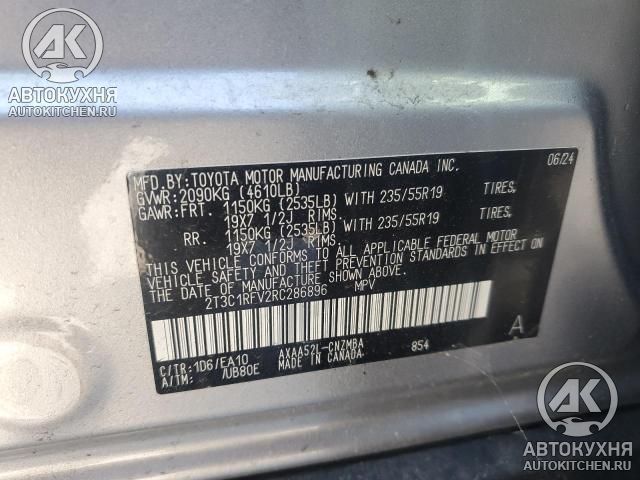 АК
АВТОКУХНЯ
AUTOKITCHEN.RU
06/24
MFD. BY: TOYOTA MOTOR MANUFACTURING CANADA INC.
GVWR: 2090KG (4610LB)
GAWR: FRT. 1150KG (2535LB) WITH 235/55R19 TIRES,
19X7 1/2J RIMS.
RR. 1150KG (2535LB) WITH 235/55R19 TIRES,
19X7 1/2J RIMS.
THIS VEHICLE CONFORMS TO ALL APPLICABLE FEDERAL MOTOR
VEHICLE SAFETY AND THEFT PREVENTION STANDARDS IN EFFECT ON
THE DATE OF MANUFACTURE SHOWN ABOVE.
2T3C1RFV2RC286896 MPV
A
C/TR: 1D6/EA10 AXAA52L-CNZMBA 854
A/TM: /UB80E MADE IN CANADA
АК
АВТОКУХНЯ
AUTOKITCHEN.RU